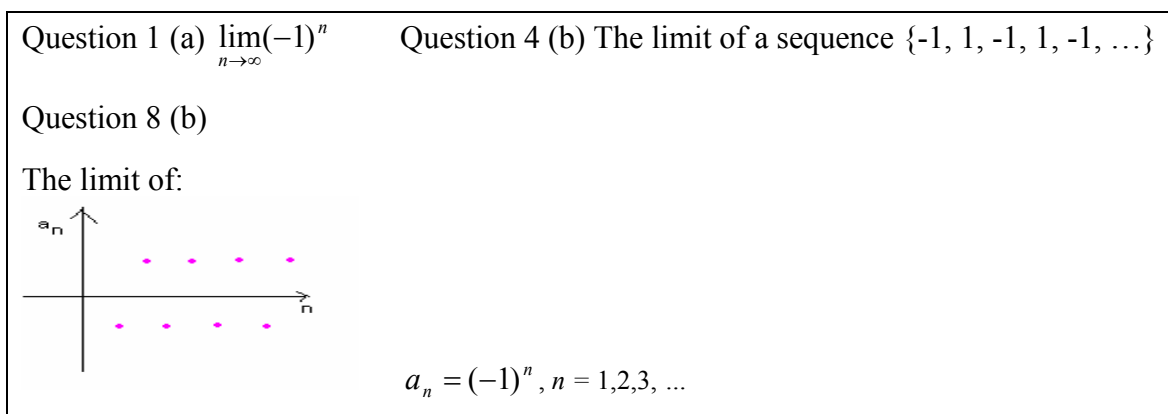 Question 1 (a) lim n→∞ (−1)^n Question 4 (b) The limit of a sequence {-1, 1, -1, 1, -1, …}
Question 8 (b)
The limit of:
a_n
n
a_n = (−1)^n , n = 1,2,3, ...